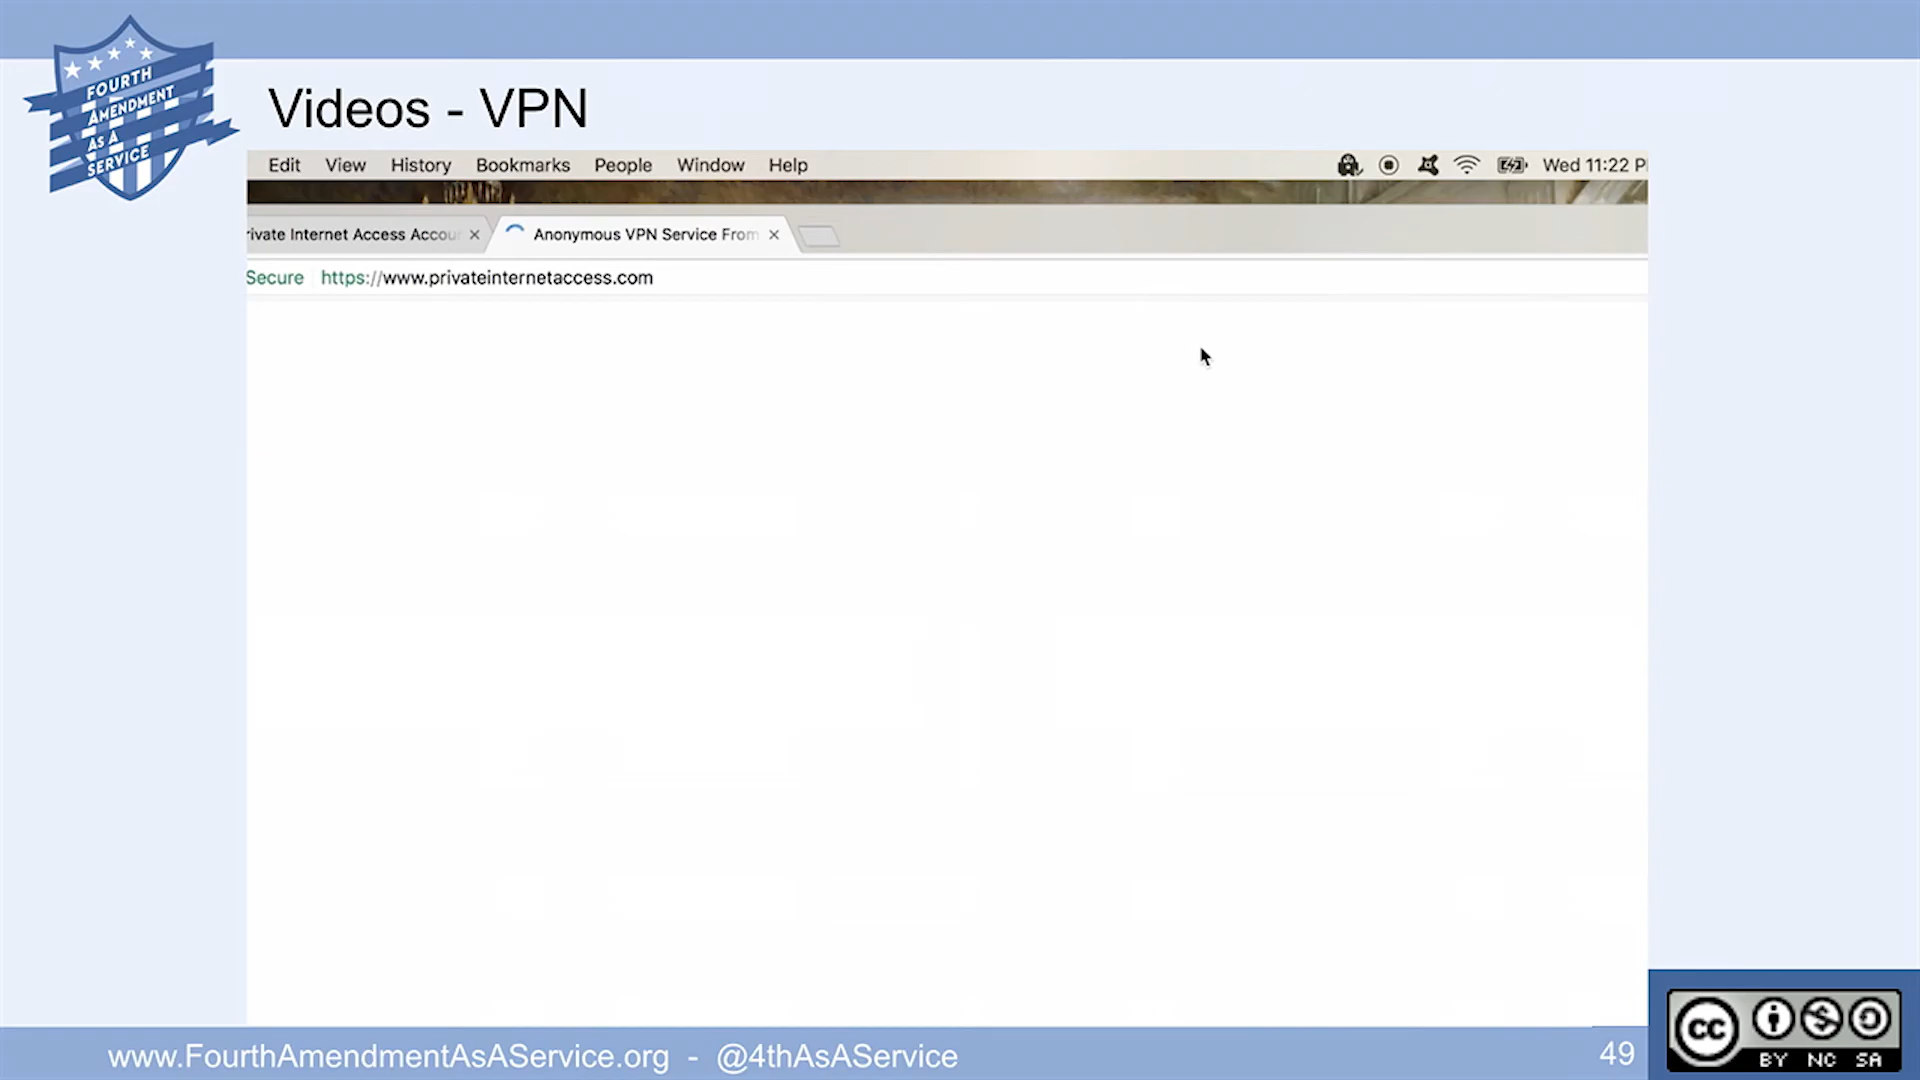 FOURTH
AMENDMENT
AS A
SERVICE
Videos - VPN
Edit View History Bookmarks People Window Help Wed 11:22 P
rivate Internet Access Accou Anonymous VPN Service From
Secure https://www.privateinternetaccess.com
www.FourthAmendmentAsAService.org - @4thAsAService
49
cc
BY NC SA